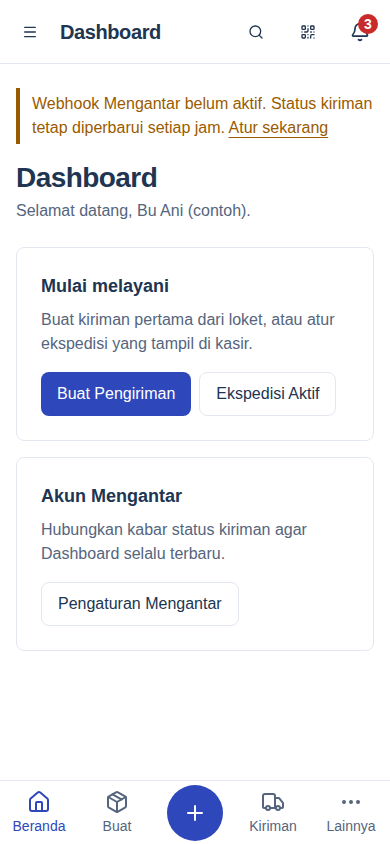 Dashboard
3
Webhook Mengantar belum aktif. Status kiriman
tetap diperbarui setiap jam. Atur sekarang
Dashboard
Selamat datang, Bu Ani (contoh).
Mulai melayani
Buat kiriman pertama dari loket, atau atur
ekspedisi yang tampil di kasir.
Buat Pengiriman
Ekspedisi Aktif
Akun Mengantar
Hubungkan kabar status kiriman agar
Dashboard selalu terbaru.
Pengaturan Mengantar
Beranda
Buat
Kiriman
Lainnya